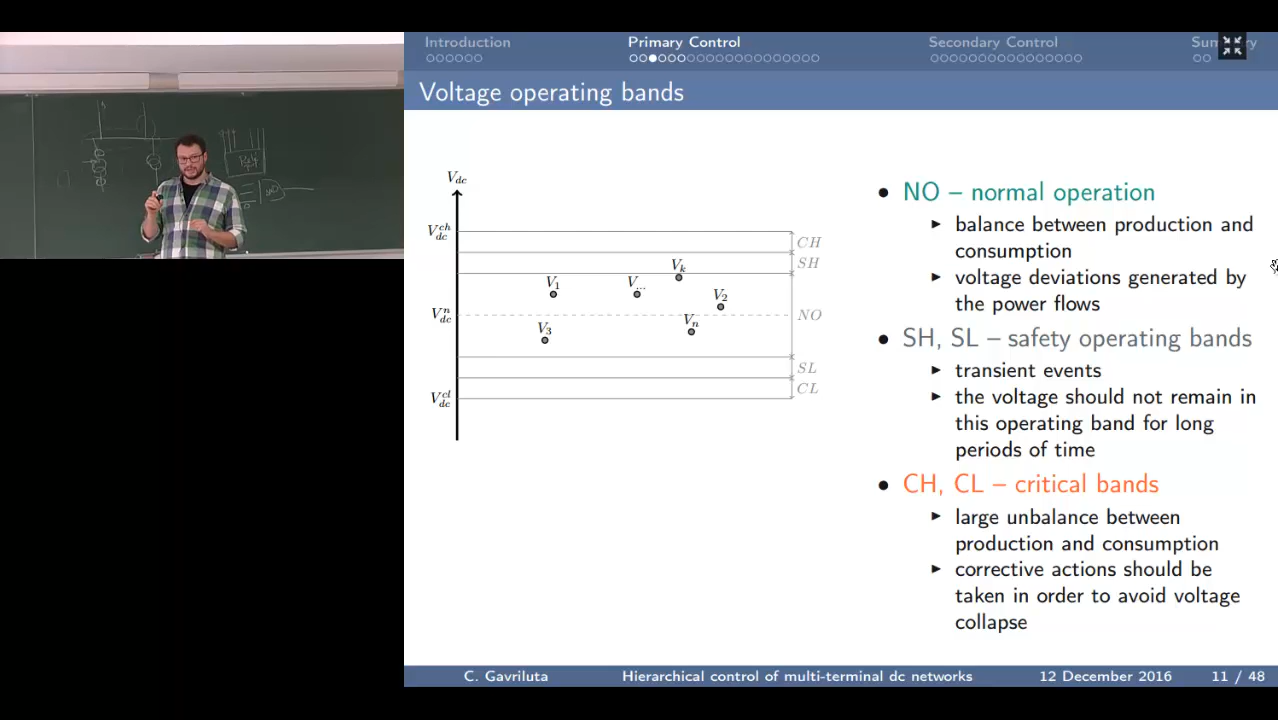 Introduction
Primary Control
Secondary Control
Voltage operating bands
V_dc
V_dc^ch
V_dc^n
V_dc^cl
CH
SH
NO
SL
CL
V_1
V_...
V_k
V_2
V_3
V_n
• NO – normal operation
▶ balance between production and
consumption
▶ voltage deviations generated by
the power flows
• SH, SL – safety operating bands
▶ transient events
▶ the voltage should not remain in
this operating band for long
periods of time
• CH, CL – critical bands
▶ large unbalance between
production and consumption
▶ corrective actions should be
taken in order to avoid voltage
collapse
C. Gavriluta
Hierarchical control of multi-terminal dc networks
12 December 2016
11 / 48